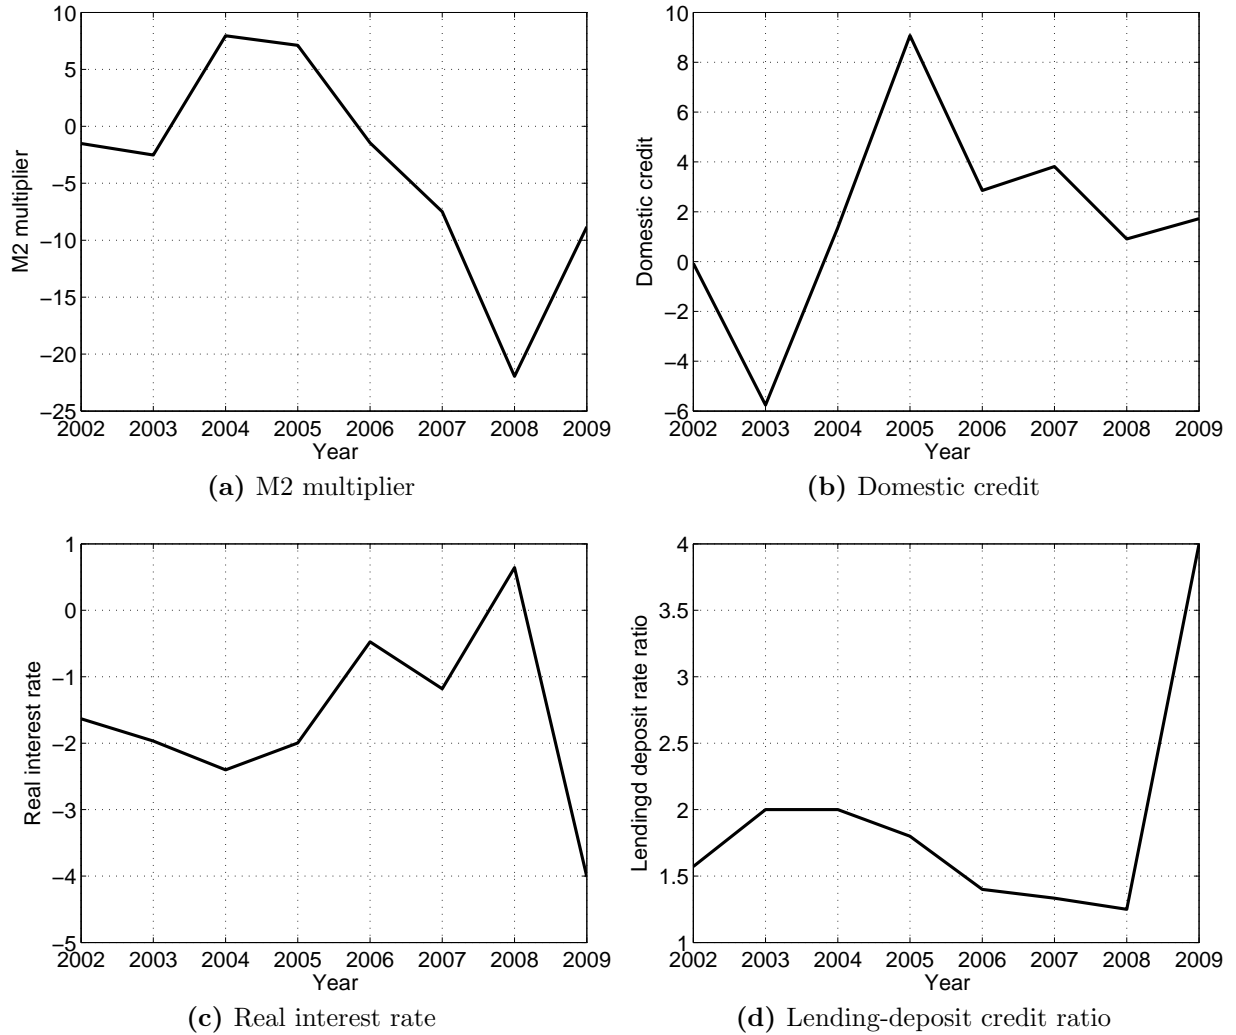 10
5
0
−5
−10
−15
−20
−25
M2 multiplier
2002 2003 2004 2005 2006 2007 2008 2009
Year
(a) M2 multiplier
10
8
6
4
2
0
−2
−4
−6
Domestic credit
2002 2003 2004 2005 2006 2007 2008 2009
Year
(b) Domestic credit
1
0
−1
−2
−3
−4
−5
Real interest rate
2002 2003 2004 2005 2006 2007 2008 2009
Year
(c) Real interest rate
4
3.5
3
2.5
2
1.5
1
Lendingd deposit rate ratio
2002 2003 2004 2005 2006 2007 2008 2009
Year
(d) Lending-deposit credit ratio